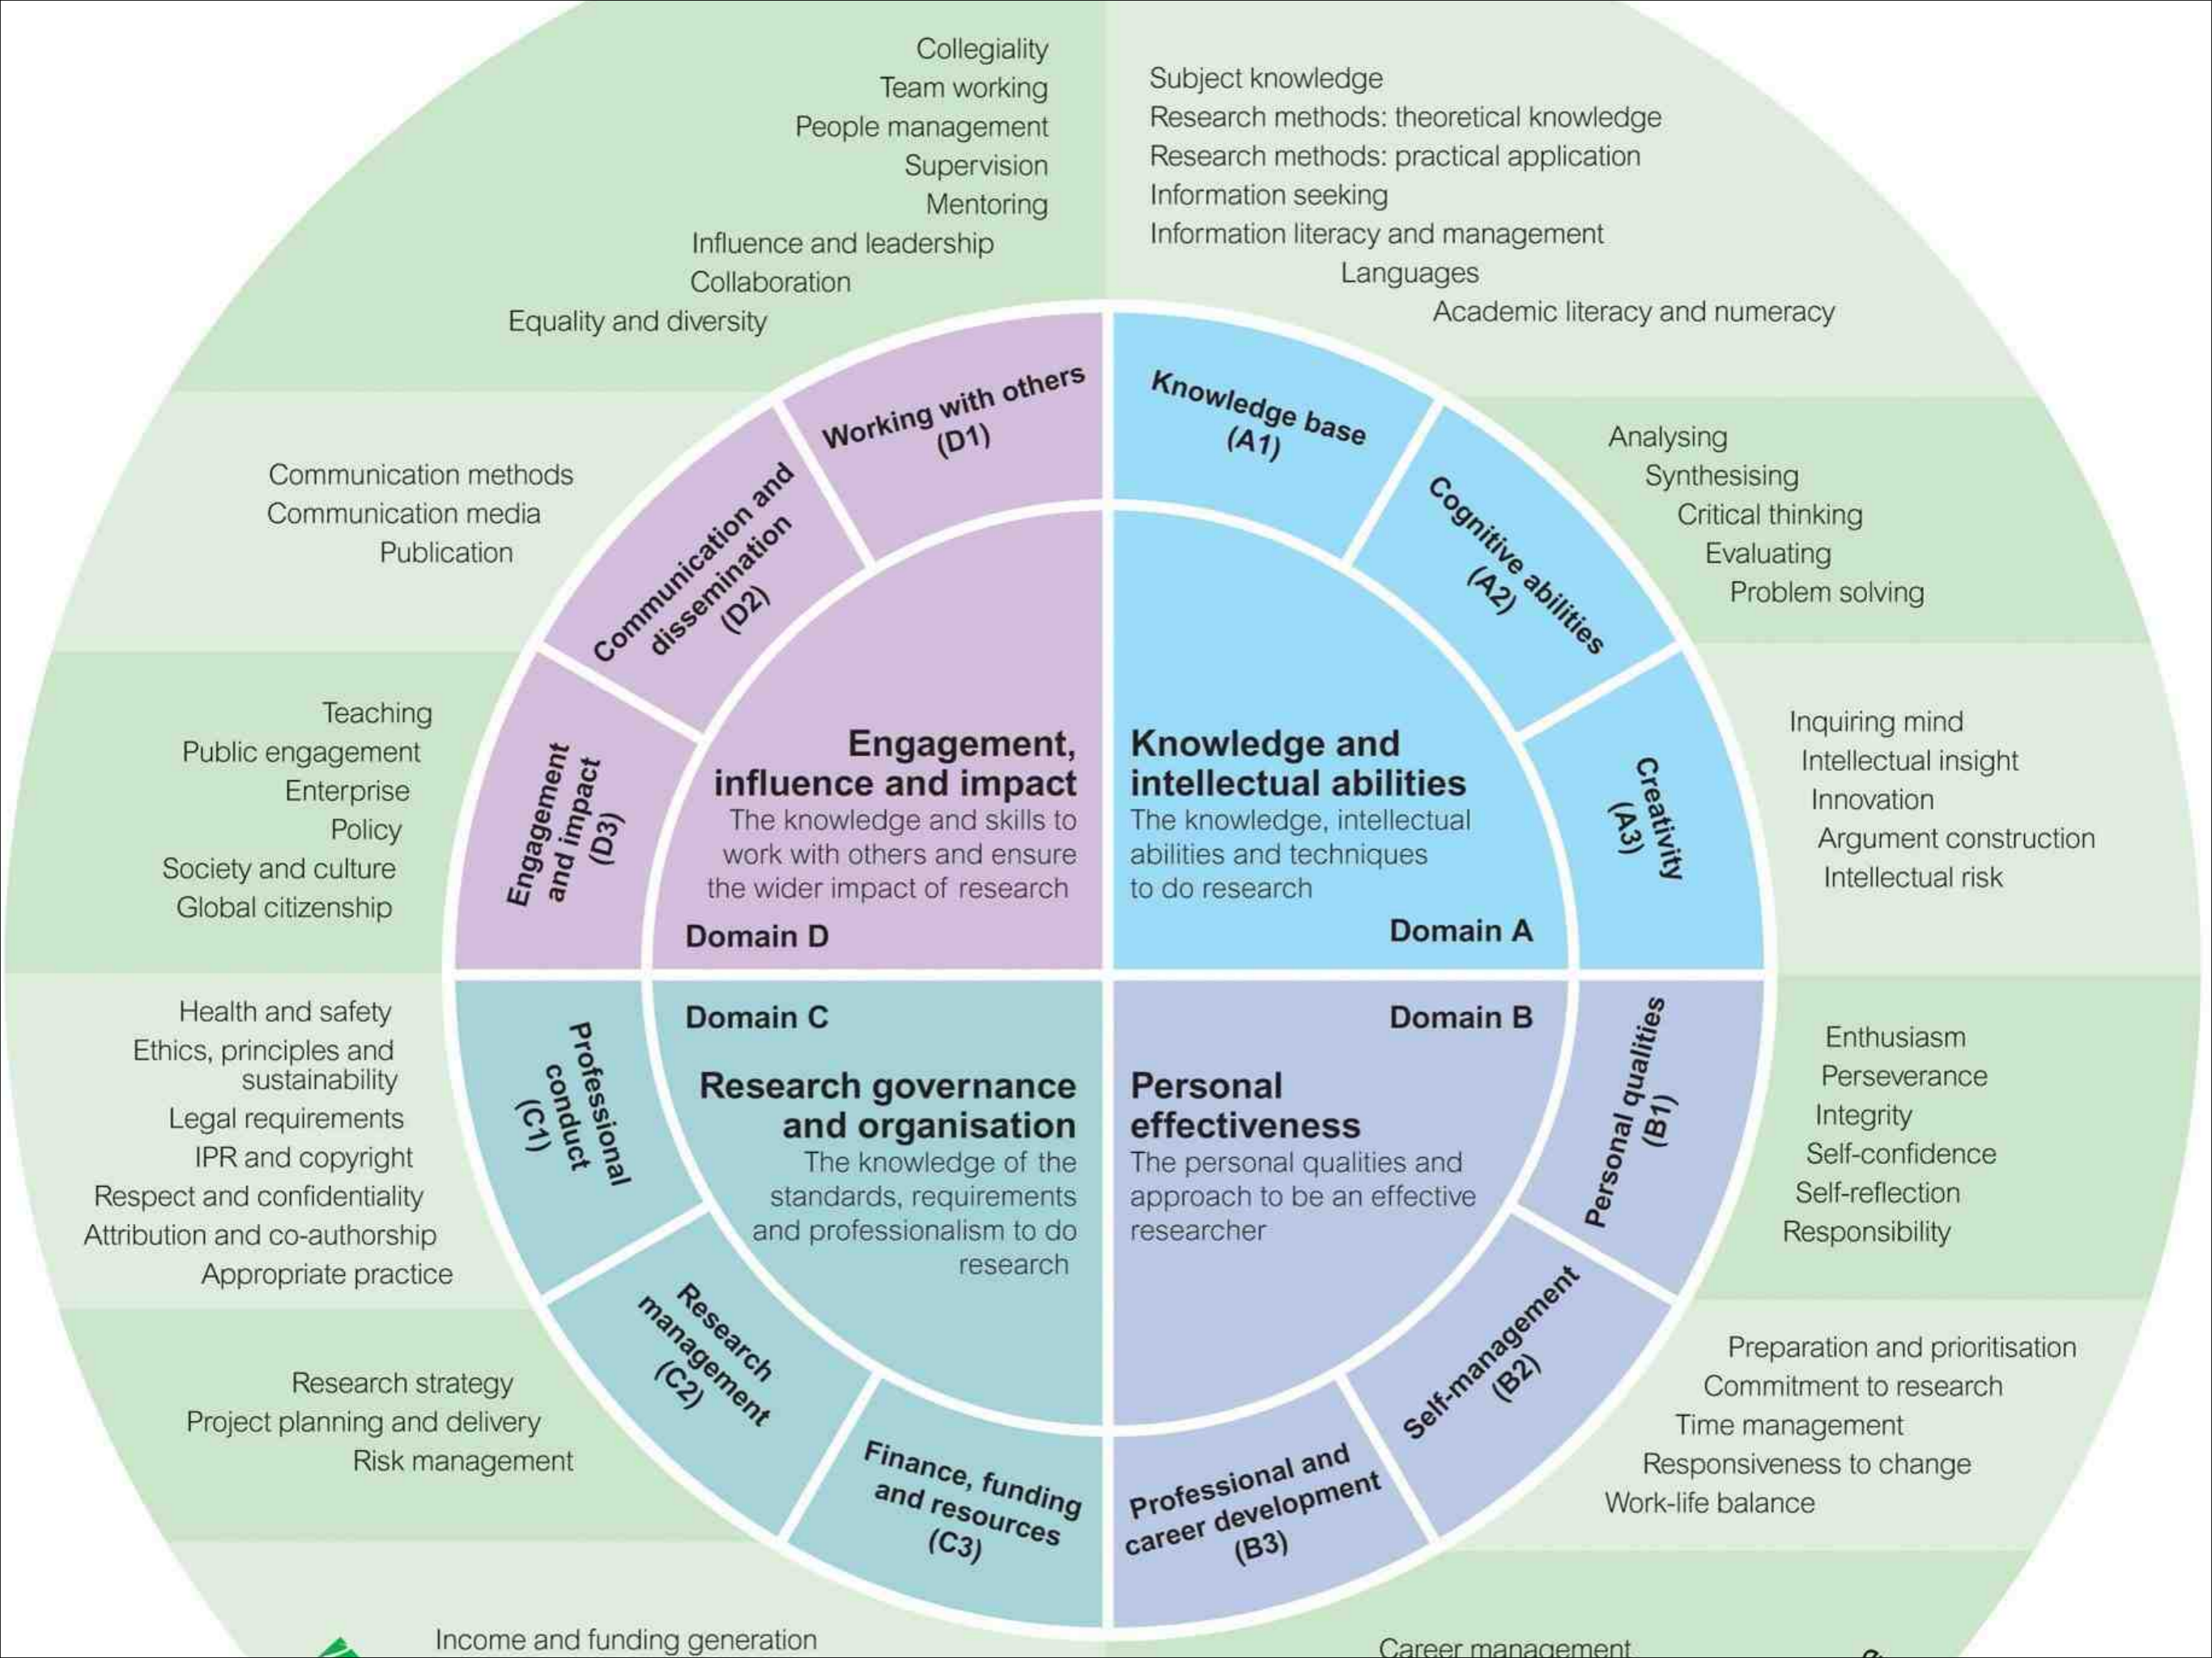 Collegiality
Team working
People management
Supervision
Mentoring
Influence and leadership
Collaboration
Equality and diversity
Subject knowledge
Research methods: theoretical knowledge
Research methods: practical application
Information seeking
Information literacy and management
Languages
Academic literacy and numeracy
Working with others
(D1)
Knowledge base
(A1)
Communication methods
Communication media
Publication
Communication and
dissemination
(D2)
Cognitive abilities
(A2)
Analysing
Synthesising
Critical thinking
Evaluating
Problem solving
Teaching
Public engagement
Enterprise
Policy
Society and culture
Global citizenship
Engagement
and impact
(D3)
Engagement,
influence and impact
The knowledge and skills to
work with others and ensure
the wider impact of research
Domain D
Knowledge and
intellectual abilities
The knowledge, intellectual
abilities and techniques
to do research
Domain A
Creativity
(A3)
Inquiring mind
Intellectual insight
Innovation
Argument construction
Intellectual risk
Health and safety
Ethics, principles and
sustainability
Legal requirements
IPR and copyright
Respect and confidentiality
Attribution and co-authorship
Appropriate practice
Professional
conduct
(C1)
Domain C
Research governance
and organisation
The knowledge of the
standards, requirements
and professionalism to do
research
Domain B
Personal
effectiveness
The personal qualities and
approach to be an effective
researcher
Personal qualities
(B1)
Enthusiasm
Perseverance
Integrity
Self-confidence
Self-reflection
Responsibility
Research strategy
Project planning and delivery
Risk management
Research
management
(C2)
Self-management
(B2)
Preparation and prioritisation
Commitment to research
Time management
Responsiveness to change
Work-life balance
Finance, funding
and resources
(C3)
Professional and
career development
(B3)
Income and funding generation
Career management